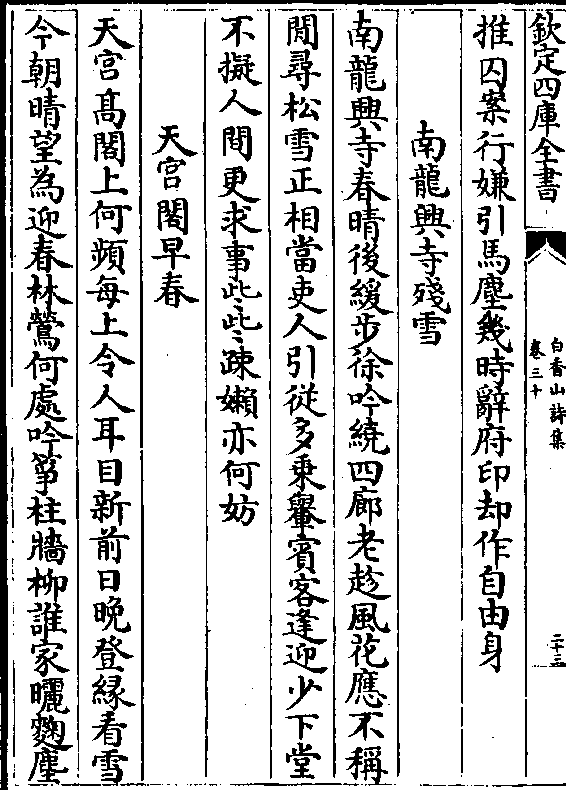 欽定四庫全書
白香山詩集
卷三十
二十三
推囚案行嫌引馬塵幾時辭府印却作自由身
南龍興寺殘雪
南龍興寺春晴後緩步徐吟繞四廊老趁風花應不稱
閒尋松雪正相當吏人引從多乘轝賓客逢迎少下堂
不擬人間更求事些些疎嬾亦何妨
天宮閣早春
天宮高閣上何頻每上令人耳目新前日晚登緣看雪
今朝晴望為迎春林鶯何處吟箏柱牆柳誰家曬麴塵